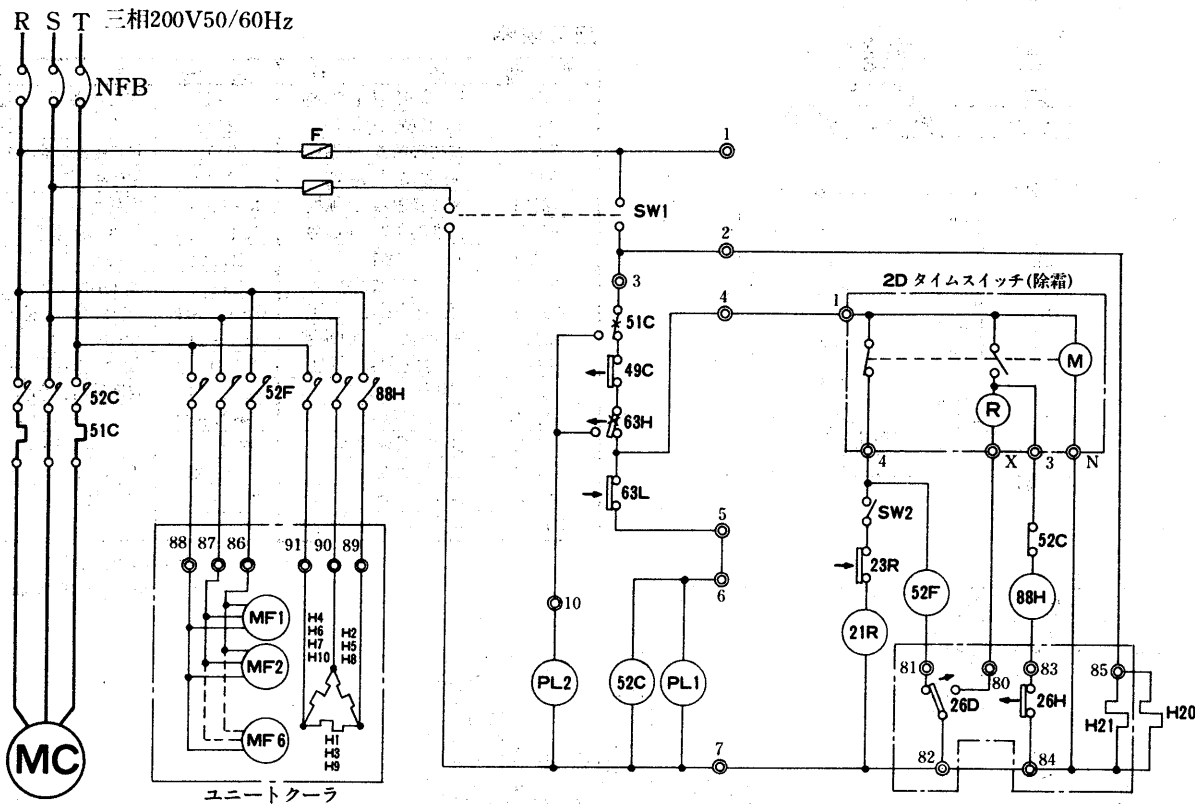 R S T 三相200V50/60Hz
NFB
F
1
SW1
2
3
2D タイムスイッチ(除霜)
4
1
51C
M
49C
52C
52F
88H
R
51C
63H
4
X
3
N
63L
SW2
5
52C
88
87
86
91
90
89
23R
6
52F
88H
10
MF1
H4
H6
H7
H10
H2
H5
H8
21R
MF2
81
80
83
85
PL2
52C
PL1
26D
26H
H21
H20
MF6
H1
H3
H9
MC
7
82
84
ユニートクーラ